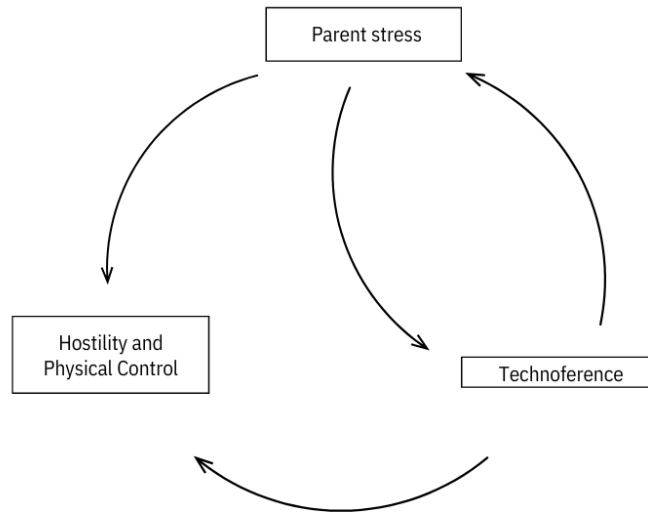 Parent stress
Hostility and
Physical Control
Technoference